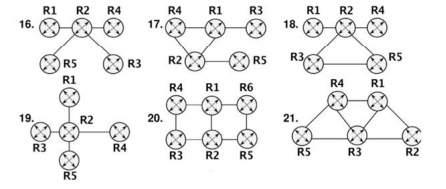 16. R1 R2 R4
R5 R3
17. R4 R1 R3
R2 R5
18. R1 R2 R4
R3 R5
19. R1
R3 R2 R4
R5
20. R4 R1 R6
R3 R2 R5
21. R4 R1
R5 R3 R2